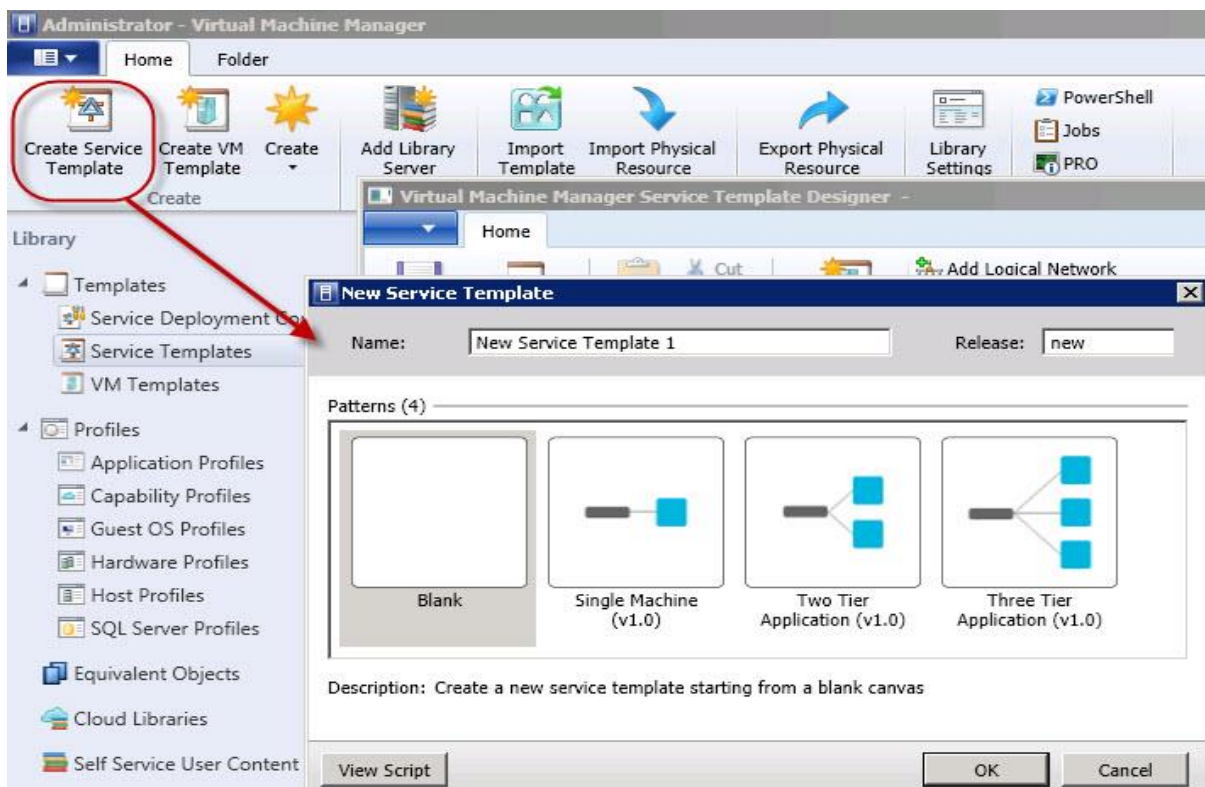 Administrator - Virtual Machine Manager
Home Folder
Create Service Template
Create VM Template
Create
Add Library Server
Import Template
Import Physical Resource
Export Physical Resource
Library Settings
PowerShell
Jobs
PRO
Create
Virtual Machine Manager Service Template Designer -
Home
Cut
Add Logical Network
Library
Templates
Service Deployment
Service Templates
VM Templates
Profiles
Application Profiles
Capability Profiles
Guest OS Profiles
Hardware Profiles
Host Profiles
SQL Server Profiles
Equivalent Objects
Cloud Libraries
Self Service User Content
New Service Template
Name: New Service Template 1 Release: new
Patterns (4)
Blank
Single Machine (v1.0)
Two Tier Application (v1.0)
Three Tier Application (v1.0)
Description: Create a new service template starting from a blank canvas
View Script OK Cancel